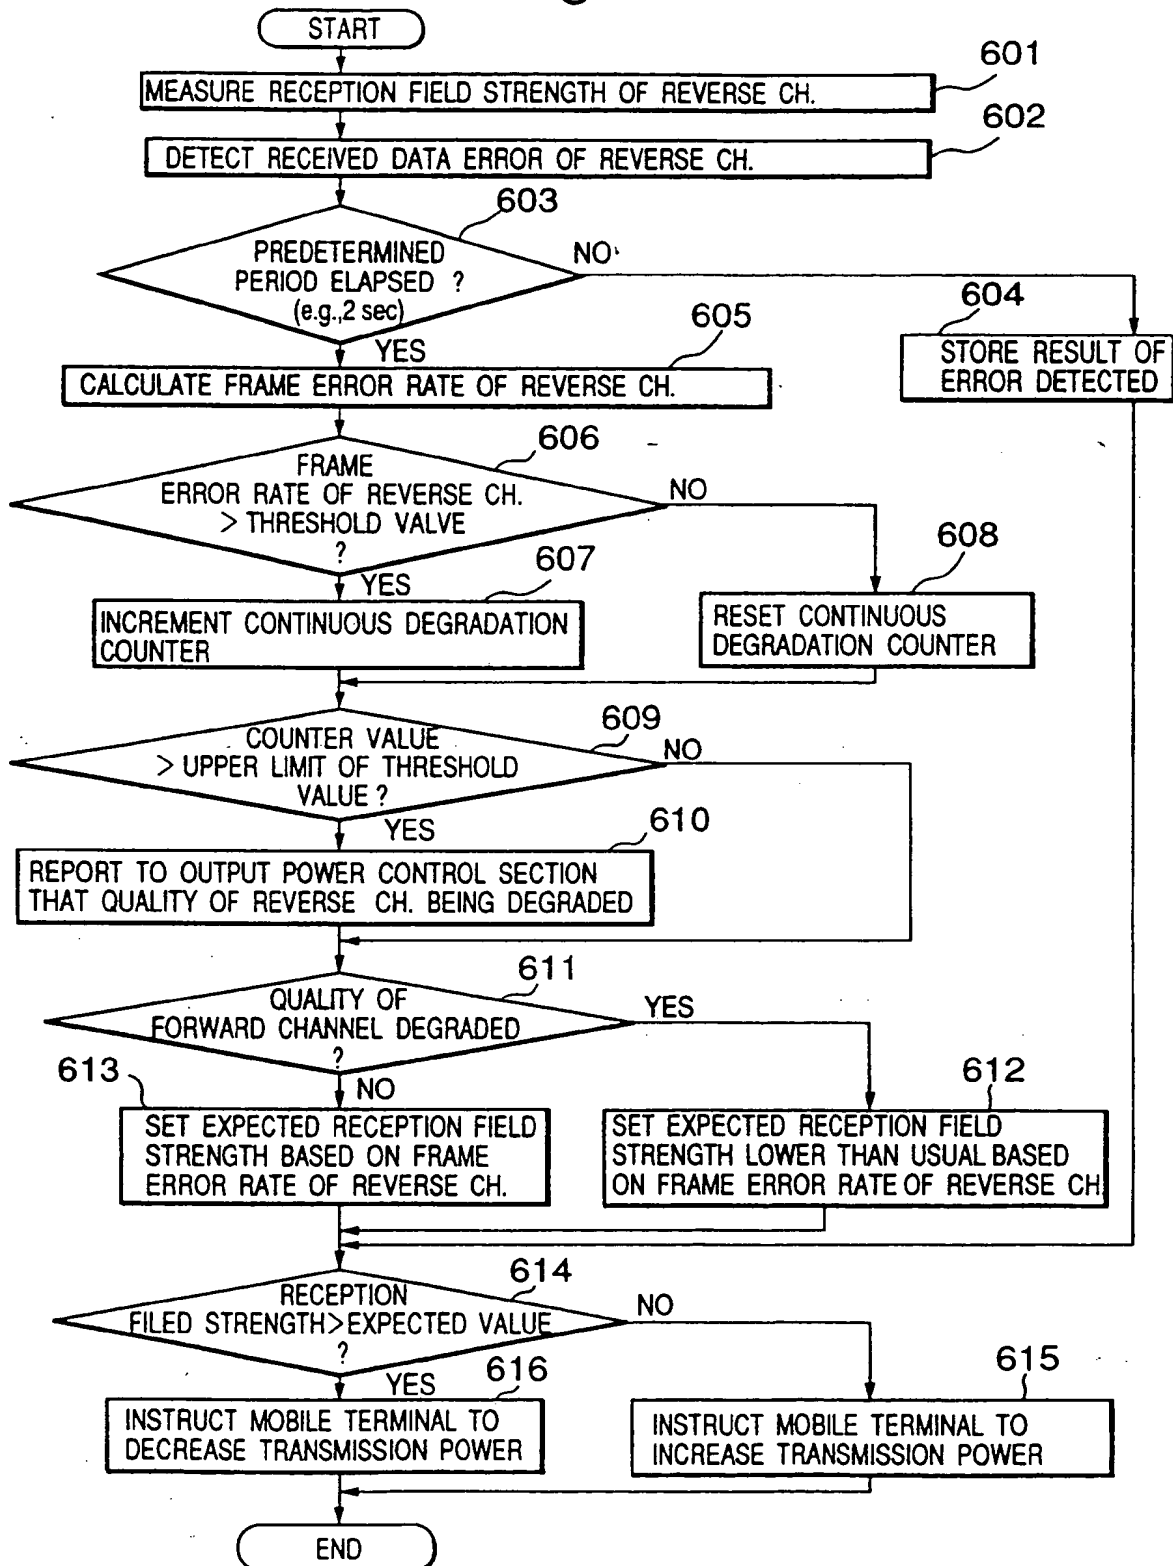 START
601
MEASURE RECEPTION FIELD STRENGTH OF REVERSE CH.
602
DETECT RECEIVED DATA ERROR OF REVERSE CH.
603
PREDETERMINED
PERIOD ELAPSED ?
(e.g.,2 sec)
NO
YES
604
STORE RESULT OF
ERROR DETECTED
605
CALCULATE FRAME ERROR RATE OF REVERSE CH.
606
FRAME
ERROR RATE OF REVERSE CH.
> THRESHOLD VALVE
?
NO
YES
607
INCREMENT CONTINUOUS DEGRADATION
COUNTER
608
RESET CONTINUOUS
DEGRADATION COUNTER
609
COUNTER VALUE
> UPPER LIMIT OF THRESHOLD
VALUE ?
NO
YES
610
REPORT TO OUTPUT POWER CONTROL SECTION
THAT QUALITY OF REVERSE CH. BEING DEGRADED
611
QUALITY OF
FORWARD CHANNEL DEGRADED
?
YES
NO
613
SET EXPECTED RECEPTION FIELD
STRENGTH BASED ON FRAME
ERROR RATE OF REVERSE CH.
612
SET EXPECTED RECEPTION FIELD
STRENGTH LOWER THAN USUAL BASED
ON FRAME ERROR RATE OF REVERSE CH
614
RECEPTION
FILED STRENGTH>EXPECTED VALUE
?
NO
YES
616
INSTRUCT MOBILE TERMINAL TO
DECREASE TRANSMISSION POWER
615
INSTRUCT MOBILE TERMINAL TO
INCREASE TRANSMISSION POWER
END